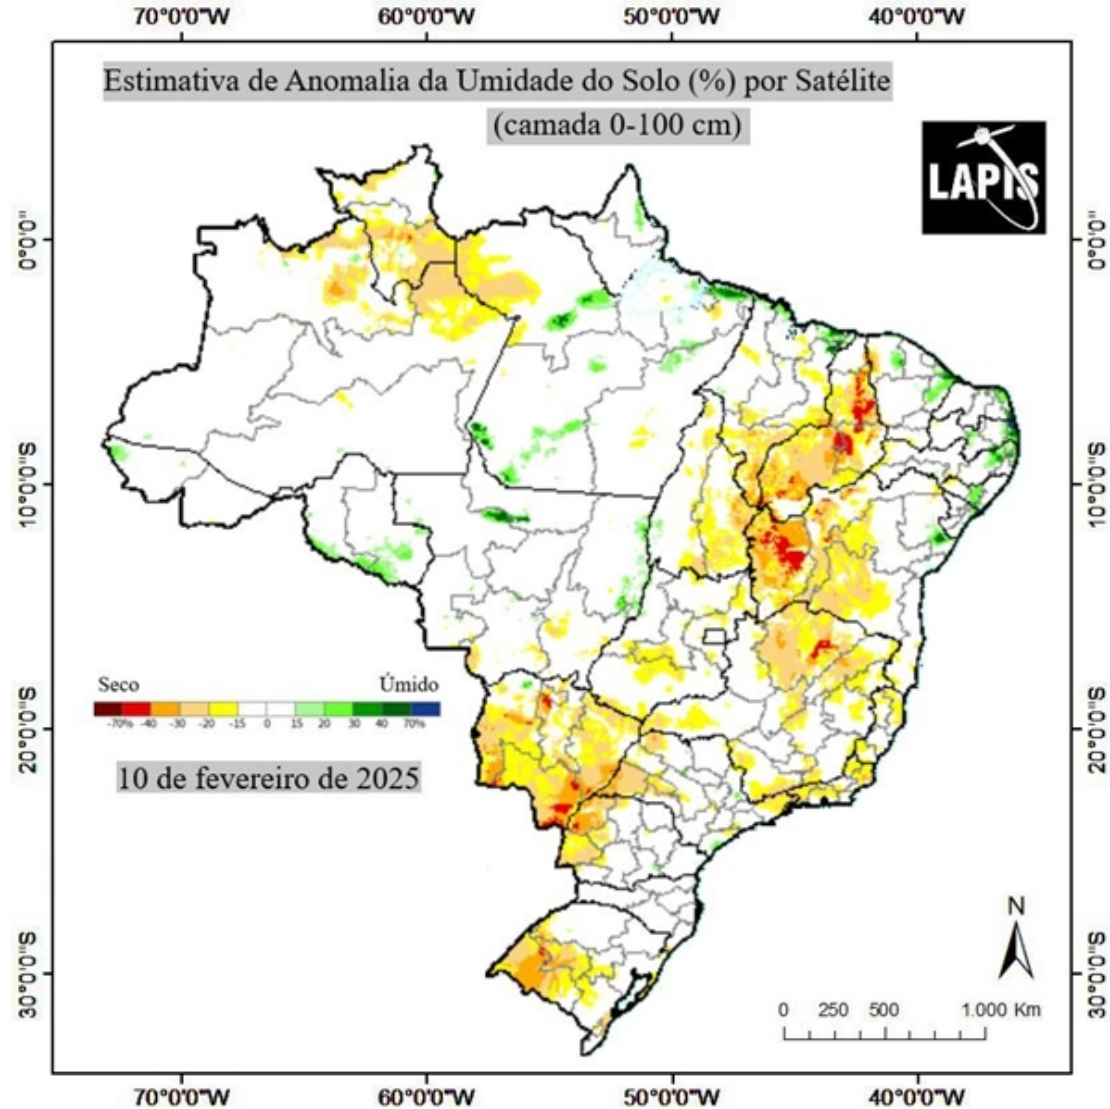 70°0'0"W 60°0'0"W 50°0'0"W 40°0'0"W
Estimativa de Anomalia da Umidade do Solo (%) por Satélite
(camada 0-100 cm)
LAPIS
0°0'0"
0°0'0"
10°0'0"S
10°0'0"S
Seco Úmido
-70% -40 -30 -20 -15 0 15 20 30 40 70%
20°0'0"S
20°0'0"S
10 de fevereiro de 2025
N
30°0'0"S
30°0'0"S
0 250 500 1.000 Km
70°0'0"W 60°0'0"W 50°0'0"W 40°0'0"W